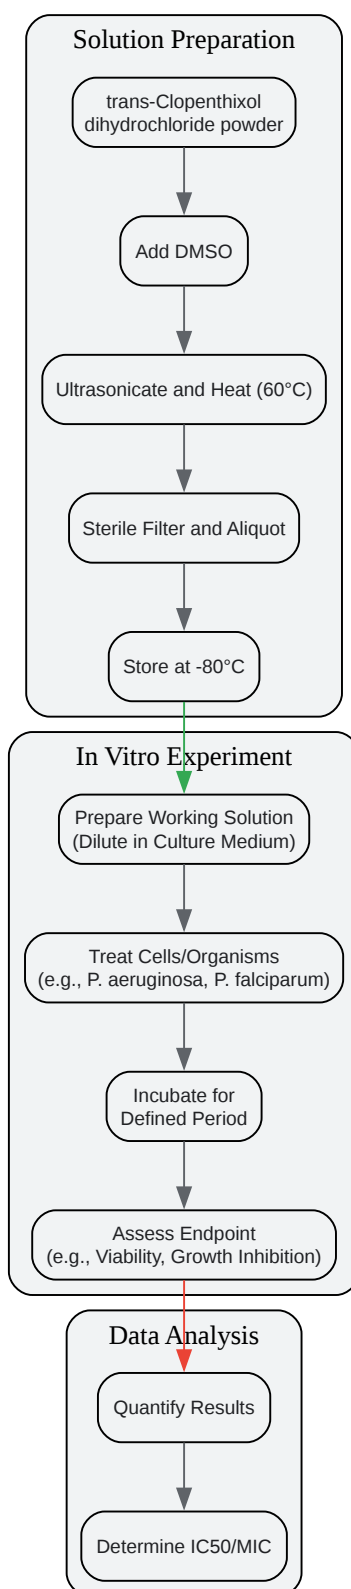 Solution Preparation
trans-Clopenthixol
dihydrochloride powder
Add DMSO
Ultrasonicate and Heat (60°C)
Sterile Filter and Aliquot
Store at -80°C
In Vitro Experiment
Prepare Working Solution
(Dilute in Culture Medium)
Treat Cells/Organisms
(e.g., P. aeruginosa, P. falciparum)
Incubate for
Defined Period
Assess Endpoint
(e.g., Viability, Growth Inhibition)
Data Analysis
Quantify Results
Determine IC50/MIC